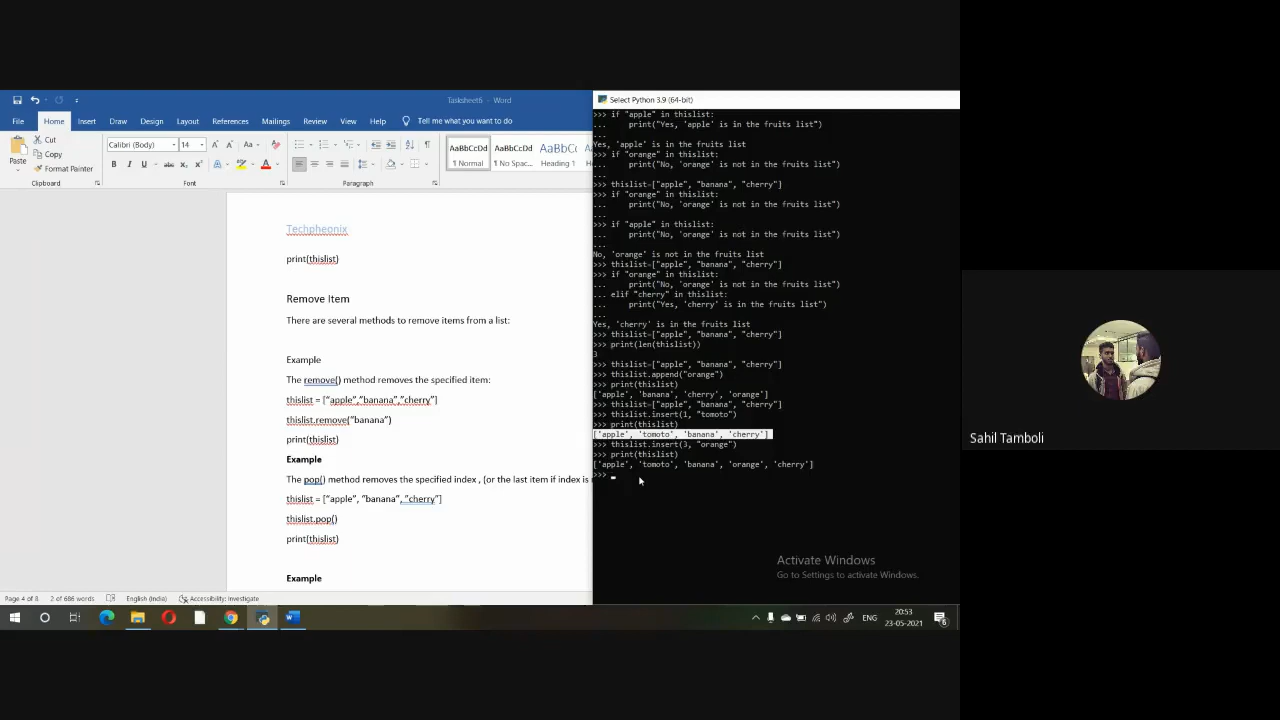 Tasksheet6 - Word
File Home Insert Draw Design Layout References Mailings Review View Help Tell me what you want to do
Paste
Cut
Copy
Format Painter
Calibri (Body) 14
AaBbCcDd AaBbCcDd AaBbCc AaBbCcDd
¶ Normal ¶ No Spac... Heading 1
Clipboard Font Paragraph
Techpheonix
print(thislist)
Remove Item
There are several methods to remove items from a list:
Example
The remove() method removes the specified item:
thislist = ["apple","banana","cherry"]
thislist.remove("banana")
print(thislist)
Example
The pop() method removes the specified index , (or the last item if index is
thislist = ["apple", "banana", "cherry"]
thislist.pop()
print(thislist)
Example
Page 4 of 8 2 of 686 words English (India) Accessibility: Investigate
Select Python 3.9 (64-bit)
>>> if "apple" in thislist:
... print("Yes, 'apple' is in the fruits list")
...
Yes, 'apple' is in the fruits list
>>> if "orange" in thislist:
... print("No, 'orange' is not in the fruits list")
...
>>> thislist=["apple", "banana", "cherry"]
>>> if "orange" in thislist:
... print("No, 'orange' is not in the fruits list")
...
>>> if "apple" in thislist:
... print("No, 'orange' is not in the fruits list")
...
No, 'orange' is not in the fruits list
>>> thislist=["apple", "banana", "cherry"]
>>> if "orange" in thislist:
... print("No, 'orange' is not in the fruits list")
... elif "cherry" in thislist:
... print("Yes, 'cherry' is in the fruits list")
...
Yes, 'cherry' is in the fruits list
>>> thislist=["apple", "banana", "cherry"]
>>> print(len(thislist))
3
>>> thislist=["apple", "banana", "cherry"]
>>> thislist.append("orange")
>>> print(thislist)
['apple', 'banana', 'cherry', 'orange']
>>> thislist=["apple", "banana", "cherry"]
>>> thislist.insert(1, "tomoto")
>>> print(thislist)
['apple', 'tomoto', 'banana', 'cherry']
>>> thislist.insert(3, "orange")
>>> print(thislist)
['apple', 'tomoto', 'banana', 'orange', 'cherry']
>>>
Activate Windows
Go to Settings to activate Windows.
ENG
20:53
23-05-2021
6
Sahil Tamboli